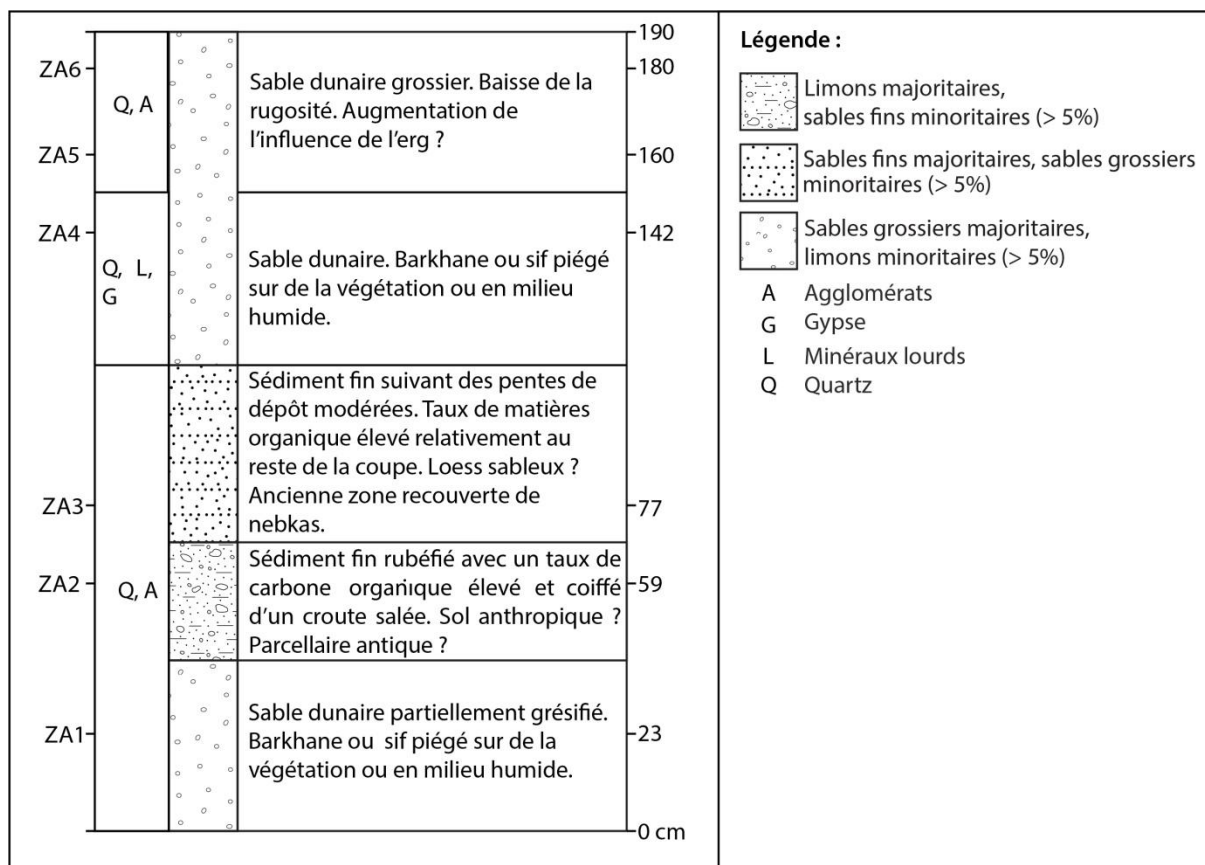 190
ZA6
180
Q, A
Sable dunaire grossier. Baisse de la
rugosité. Augmentation de
l'influence de l'erg ?
ZA5
160
ZA4
142
Q, L,
G
Sable dunaire. Barkhane ou sif piégé
sur de la végétation ou en milieu
humide.
Sédiment fin suivant des pentes de
dépôt modérées. Taux de matières
organique élevé relativement au
reste de la coupe. Loess sableux ?
Ancienne zone recouverte de
nebkas.
ZA3
77
Sédiment fin rubéfié avec un taux de
carbone organique élevé et coiffé
d'un croute salée. Sol anthropique ?
Parcellaire antique ?
ZA2
Q, A
59
Sable dunaire partiellement grésifié.
Barkhane ou sif piégé sur de la
végétation ou en milieu humide.
ZA1
23
0 cm
Légende :
Limons majoritaires,
sables fins minoritaires (> 5%)
Sables fins majoritaires, sables grossiers
minoritaires (> 5%)
Sables grossiers majoritaires,
limons minoritaires (> 5%)
A Agglomérats
G Gypse
L Minéraux lourds
Q Quartz